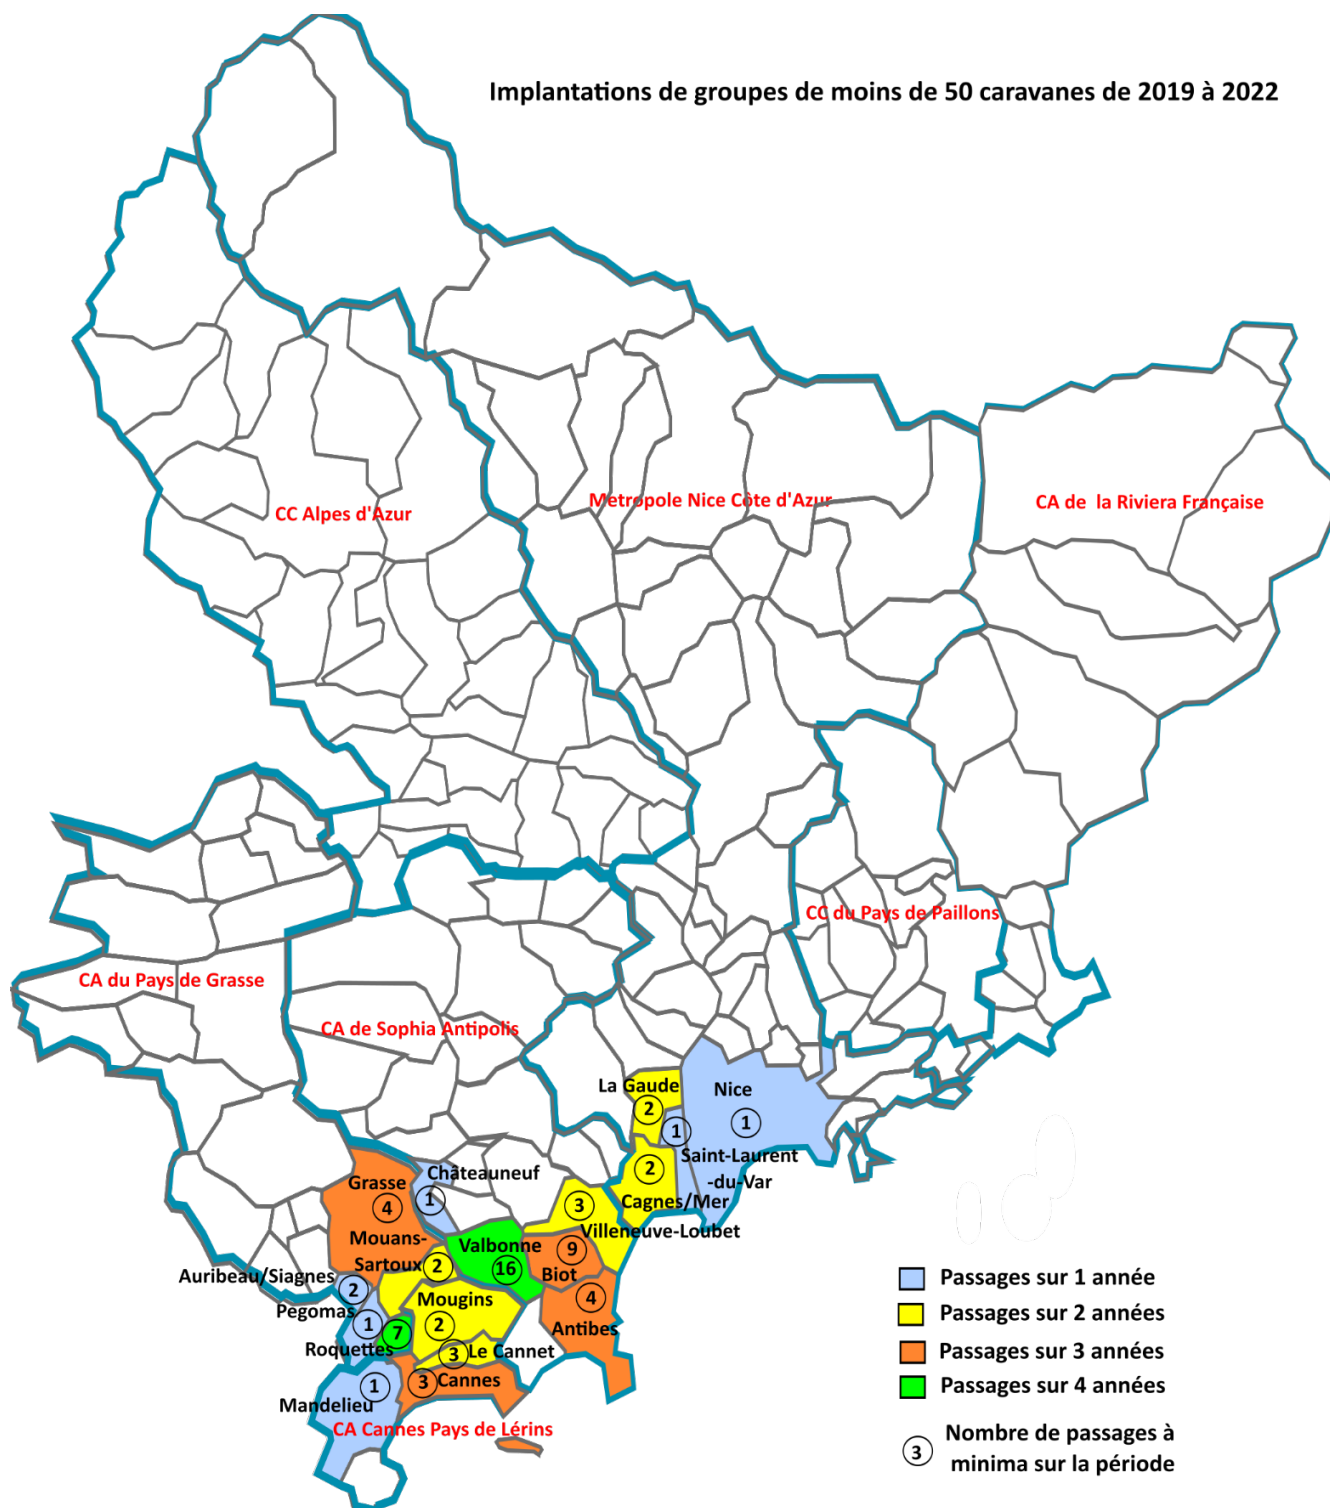 Implantations de groupes de moins de 50 caravanes de 2019 à 2022
CC Alpes d'Azur
Metropole Nice Côte d'Azur
CA de la Riviera Française
CC du Pays de Paillons
CA du Pays de Grasse
CA de Sophia Antipolis
La Gaude
2
Nice
1
1
Saint-Laurent
-du-Var
2
Cagnes/Mer
Châteauneuf
1
Grasse
4
3
Villeneuve-Loubet
Mouans-
Sartoux
2
Valbonne
16
9
Biot
Auribeau/Siagnes
2
Pegomas
1
Mougins
2
4
Antibes
Roquettes
7
3
Le Cannet
3
Cannes
1
Mandelieu
CA Cannes Pays de Lérins
Passages sur 1 année
Passages sur 2 années
Passages sur 3 années
Passages sur 4 années
3
Nombre de passages à
minima sur la période